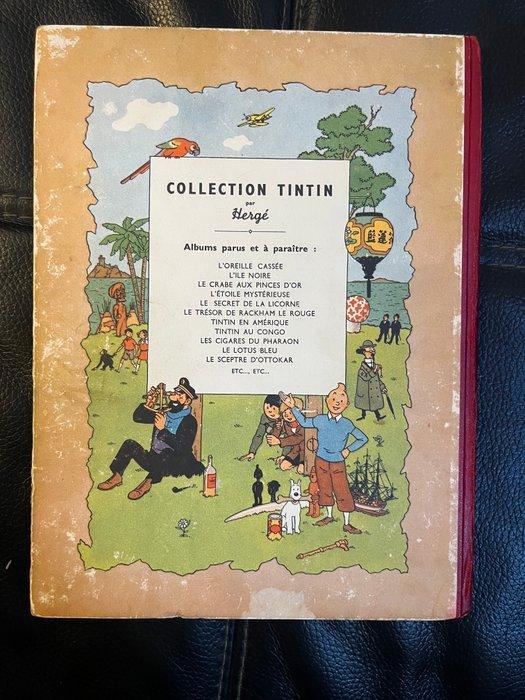 COLLECTION TINTIN
par
Hergé
Albums parus et à paraître :
L'OREILLE CASSÉE
L'ILE NOIRE
LE CRABE AUX PINCES D'OR
L'ÉTOILE MYSTÉRIEUSE
LE SECRET DE LA LICORNE
LE TRÉSOR DE RACKHAM LE ROUGE
TINTIN EN AMÉRIQUE
TINTIN AU CONGO
LES CIGARES DU PHARAON
LE LOTUS BLEU
LE SCEPTRE D'OTTOKAR
ETC..., ETC...